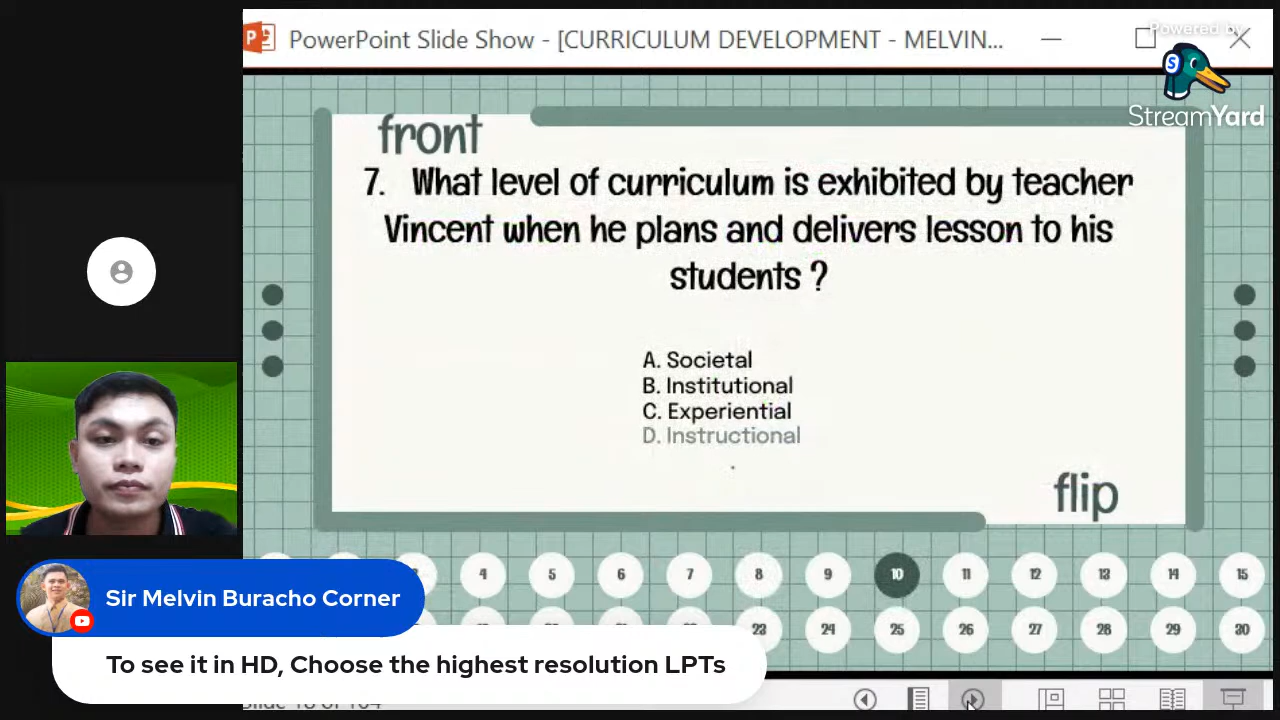 PowerPoint Slide Show - [CURRICULUM DEVELOPMENT - MELVIN...
Powered by
StreamYard
front
7. What level of curriculum is exhibited by teacher
Vincent when he plans and delivers lesson to his
students ?
A. Societal
B. Institutional
C. Experiential
D. Instructional
flip
4 5 6 7 8 9 10 11 12 13 14 15
23 24 25 26 27 28 29 30
Sir Melvin Buracho Corner
To see it in HD, Choose the highest resolution LPTs